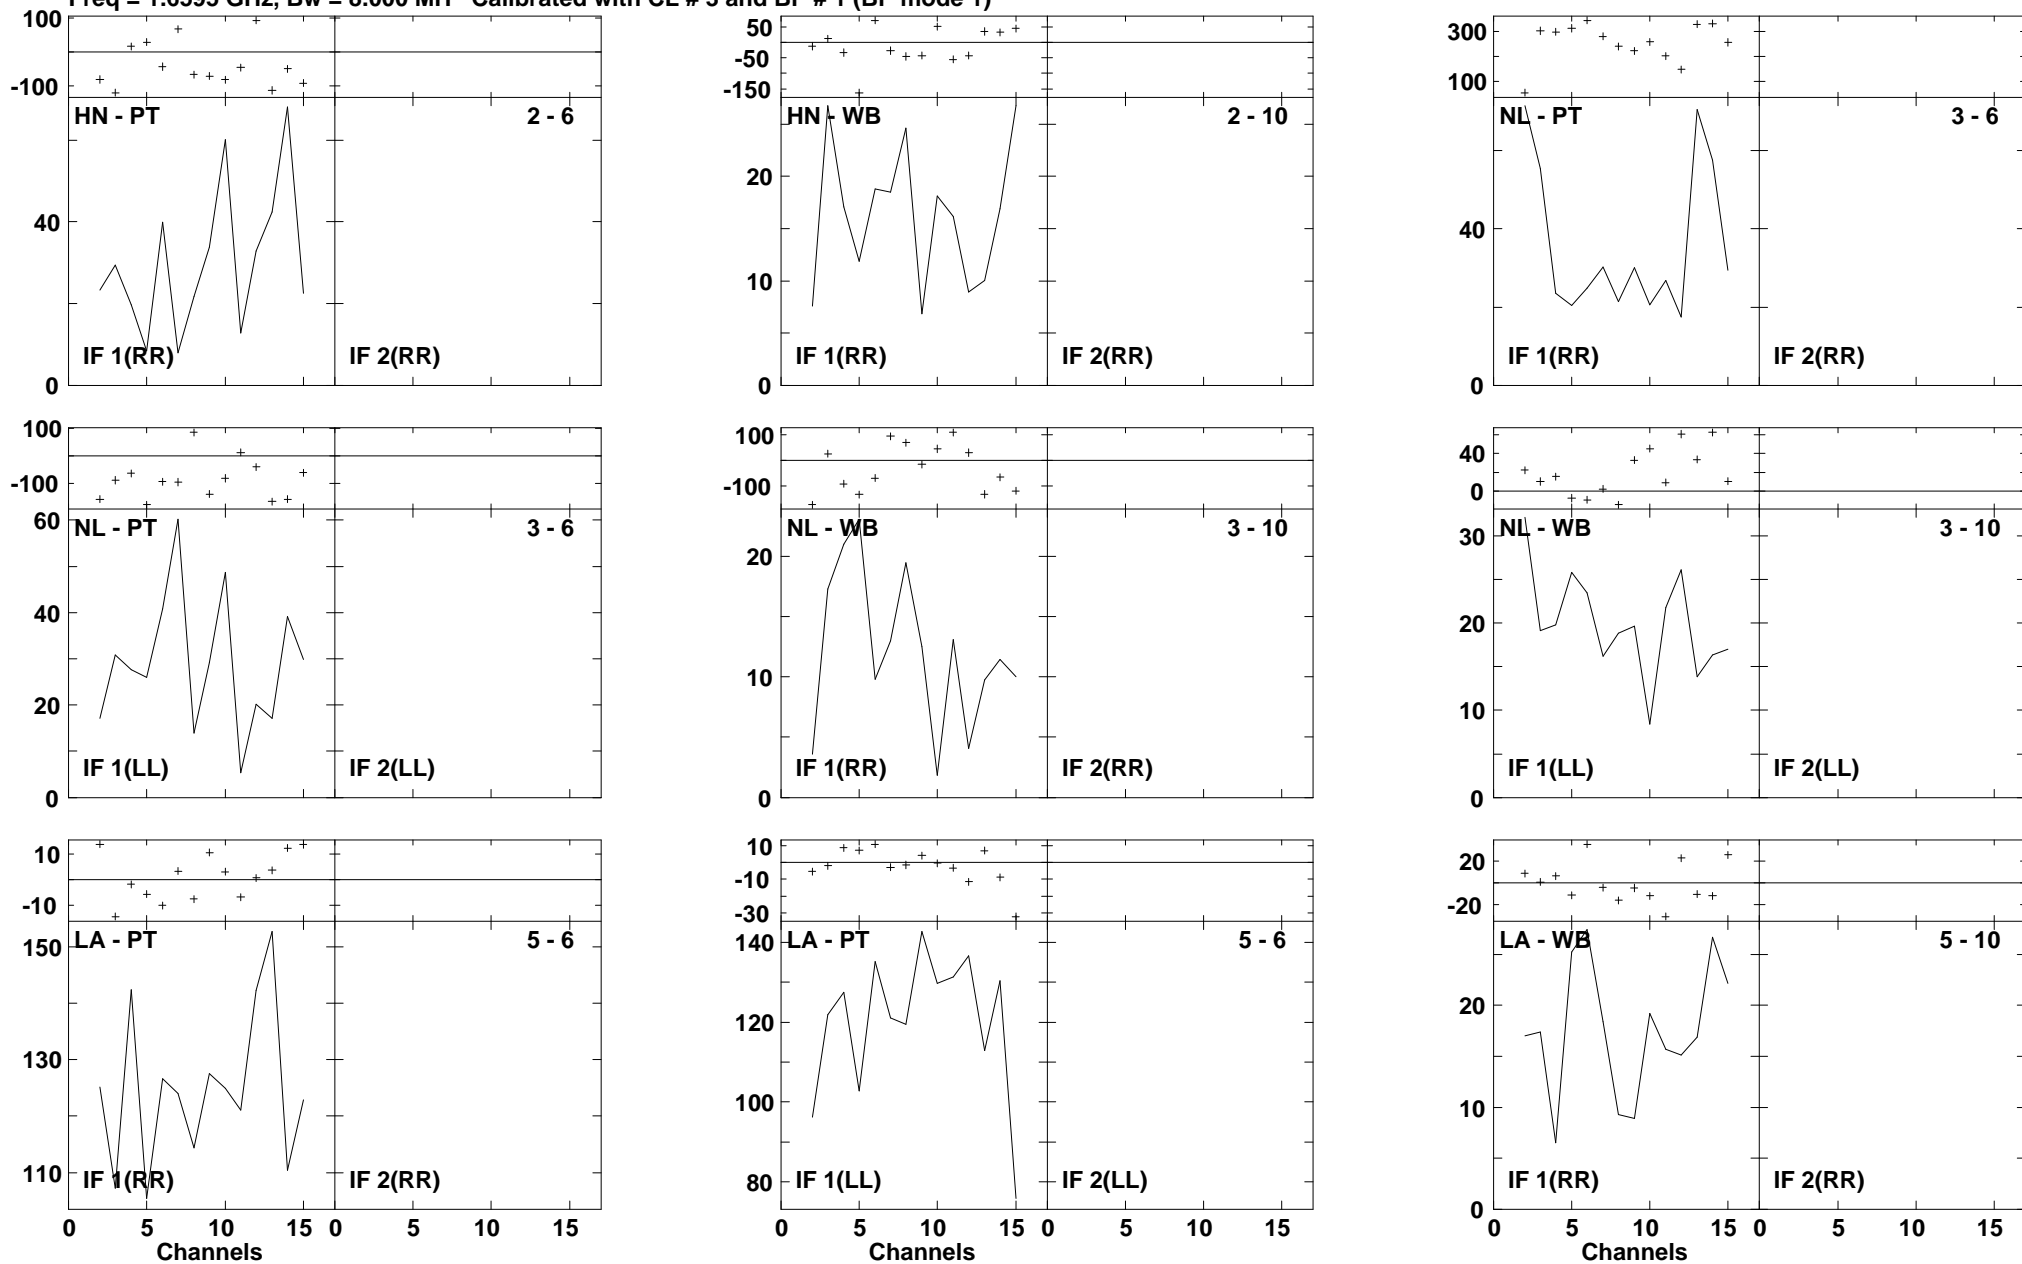 Freq = 1.6595 GHz, Bw = 8.000 MH Calibrated with CL # 3 and BP # 1 (BP mode 1)
100
-100
HN - PT
2 - 6
40
0
IF 1(RR)
IF 2(RR)
50
-50
-150
HN - WB
2 - 10
20
10
0
IF 1(RR)
IF 2(RR)
300
100
NL - PT
3 - 6
40
0
IF 1(RR)
IF 2(RR)
100
-100
60
NL - PT
3 - 6
40
20
0
IF 1(LL)
IF 2(LL)
100
-100
NL - WB
3 - 10
20
10
0
IF 1(RR)
IF 2(RR)
40
0
30
NL - WB
3 - 10
20
10
0
IF 1(LL)
IF 2(LL)
10
-10
150
LA - PT
5 - 6
130
110
IF 1(RR)
IF 2(RR)
0 5 10 15 0 5 10 15
Channels
10
-10
-30
140
LA - PT
5 - 6
120
100
80
IF 1(LL)
IF 2(LL)
0 5 10 15 0 5 10 15
Channels
20
-20
LA - WB
5 - 10
20
10
0
IF 1(RR)
IF 2(RR)
0 5 10 15 0 5 10 15
Channels